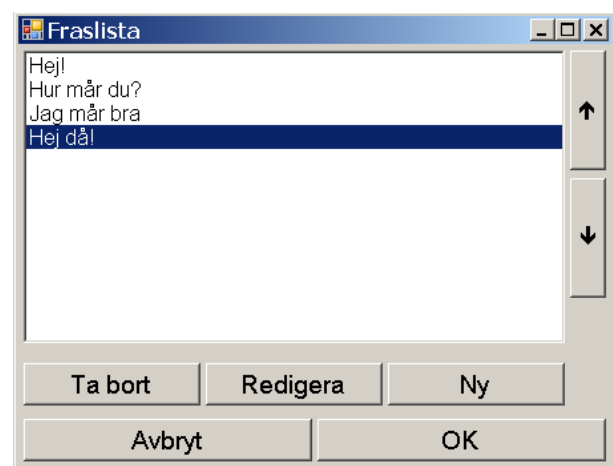 Fraslista
Hej!
Hur mår du?
Jag mår bra
Hej då!
Ta bort
Redigera
Ny
Avbryt
OK